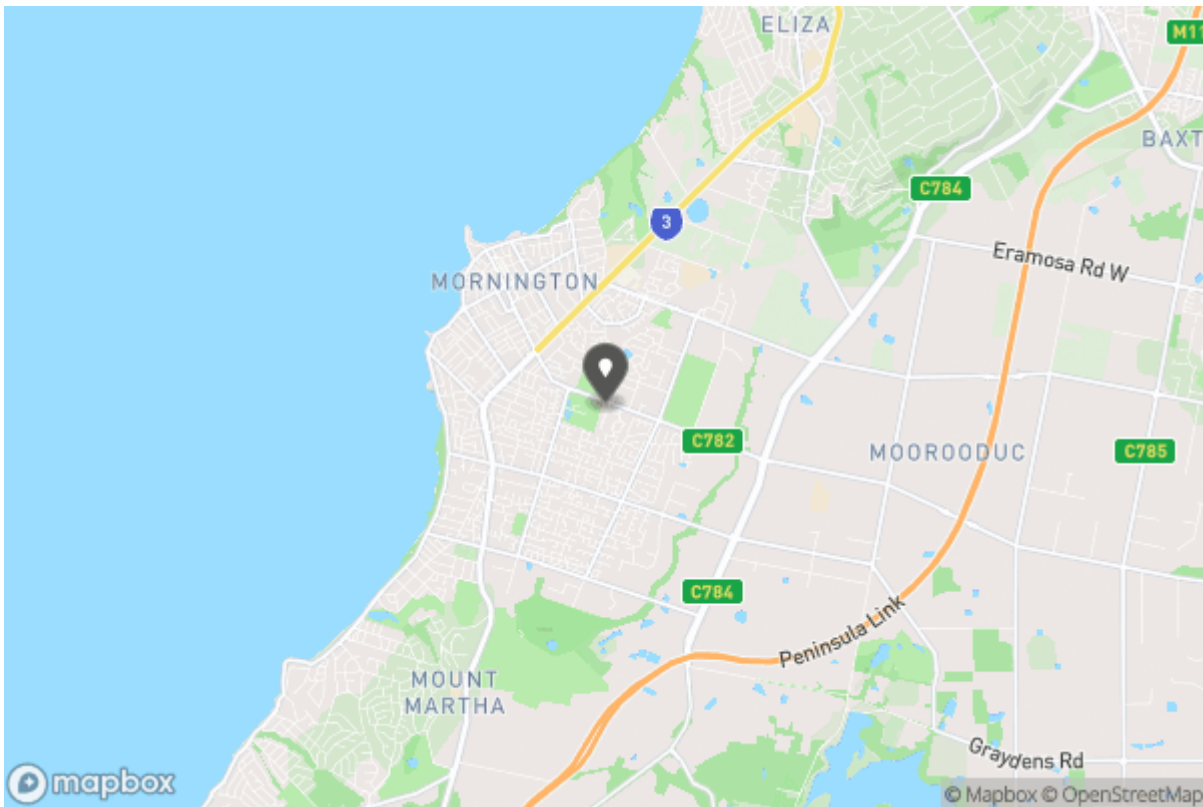 ELIZA
M11
BAXT
C784
3
Eramosa Rd W
MORNINGTON
C782
MOOROODUC
C785
C784
Peninsula Link
MOUNT
MARTHA
Graydens Rd
mapbox
© Mapbox © OpenStreetMap